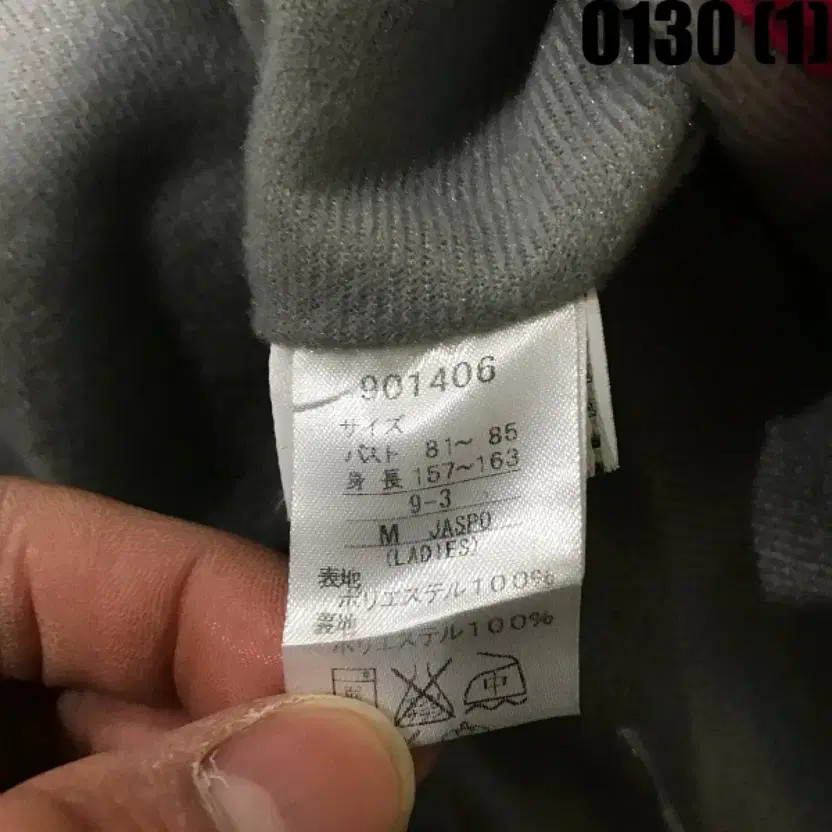 0130 (1)
901406
サイズ
バスト 81～85
身長 157～163
9-3
M JASPO
(LADIES)
表地
ポリエステル100%
裏地
ポリエステル100%
中